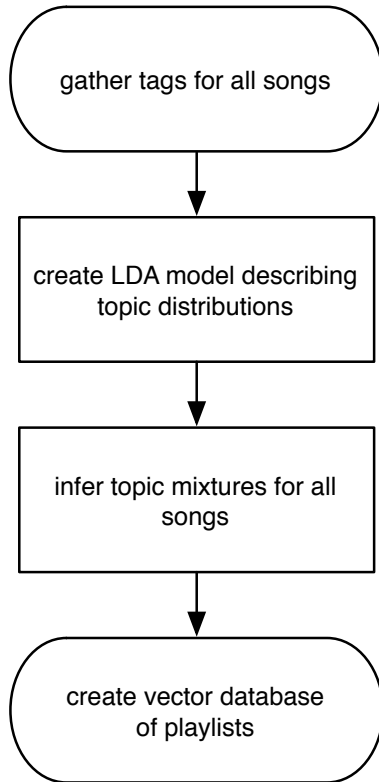 gather tags for all songs
create LDA model describing
topic distributions
infer topic mixtures for all
songs
create vector database
of playlists